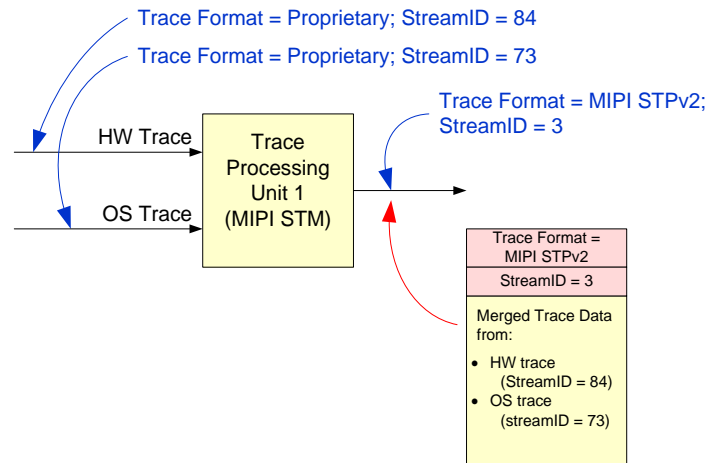 Trace Format = Proprietary; StreamID = 84
Trace Format = Proprietary; StreamID = 73
Trace Format = MIPI STPv2;
StreamID = 3
HW Trace
OS Trace
Trace
Processing
Unit 1
(MIPI STM)
Trace Format =
MIPI STPv2
StreamID = 3
Merged Trace Data
from:
• HW trace
(StreamID = 84)
• OS trace
(streamID = 73)